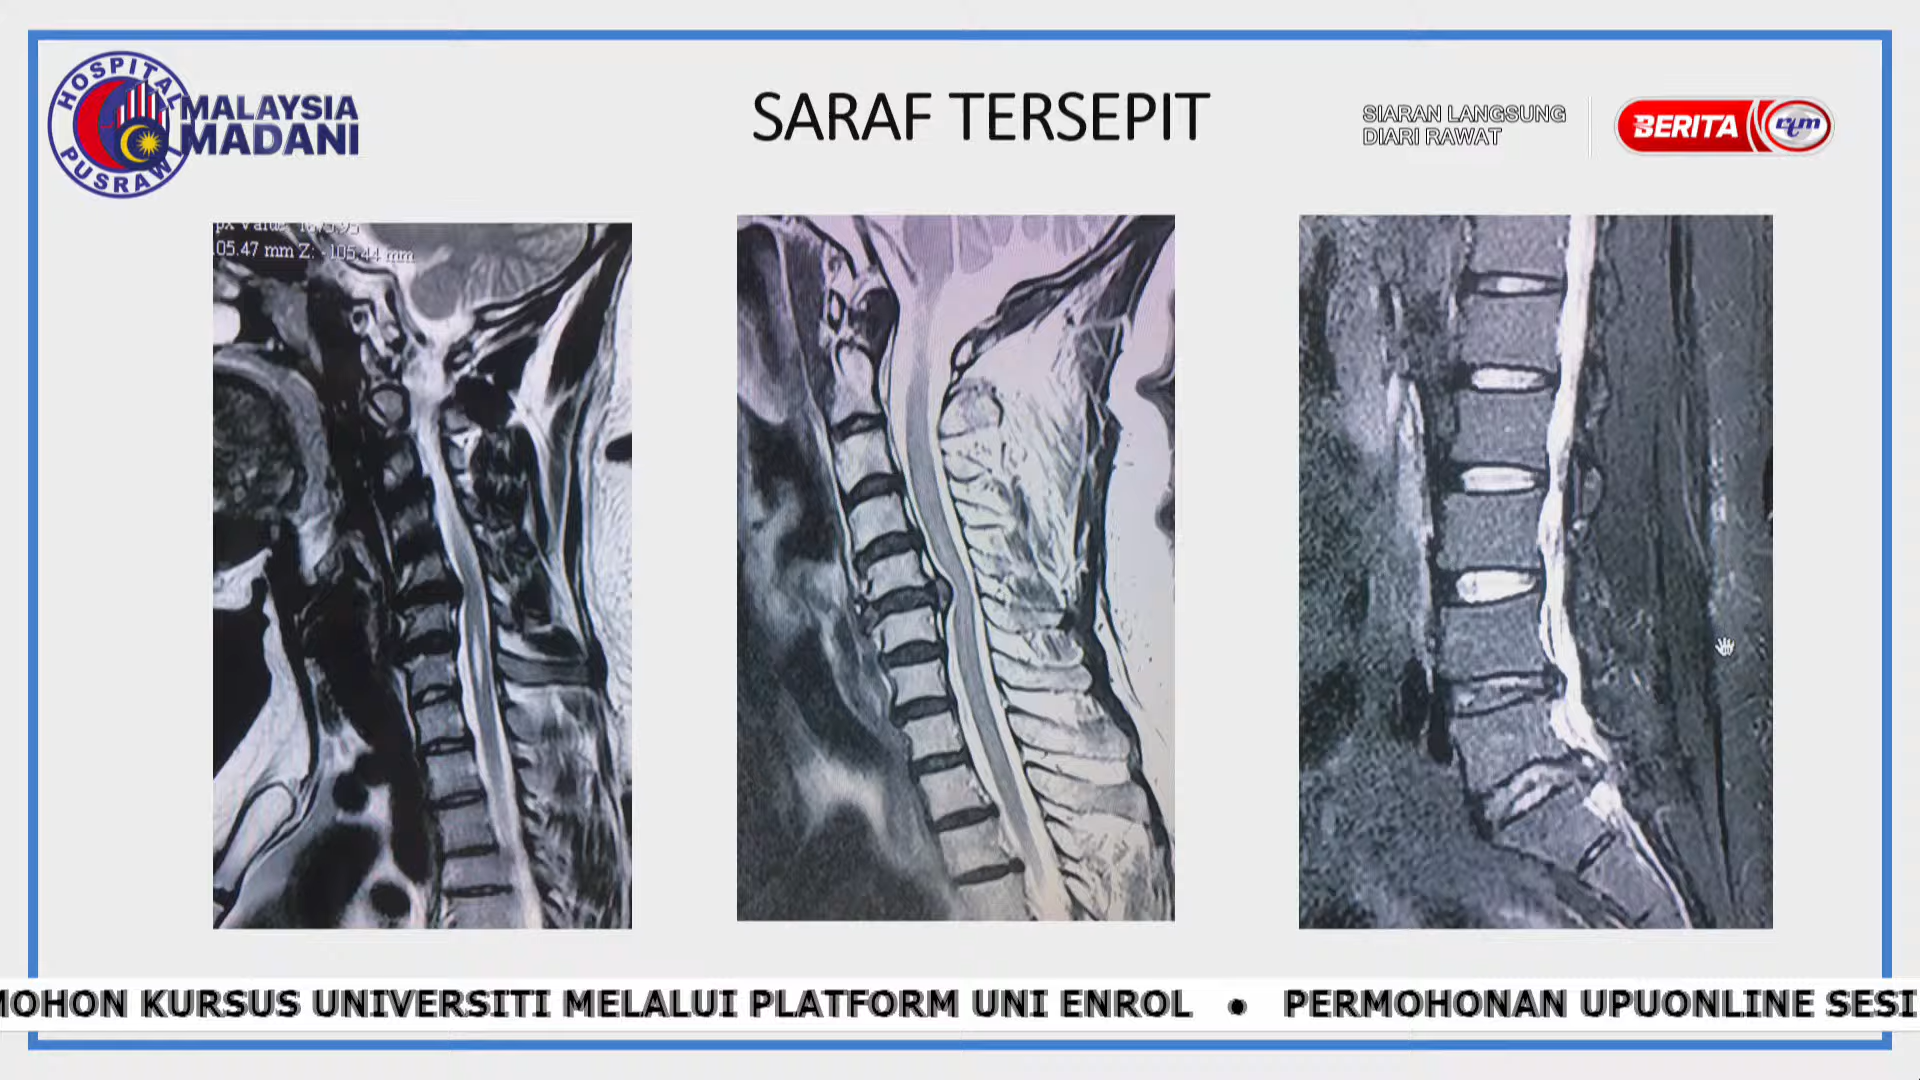 HOSPITAL
PUSRAWI
MALAYSIA
MADANI
SARAF TERSEPIT
SIARAN LANGSUNG
DIARI RAWAT
BERITA rtm
05.47 mm Z: -105.44 mm
MOHON KURSUS UNIVERSITI MELALUI PLATFORM UNI ENROL • PERMOHONAN UPUONLINE SESI